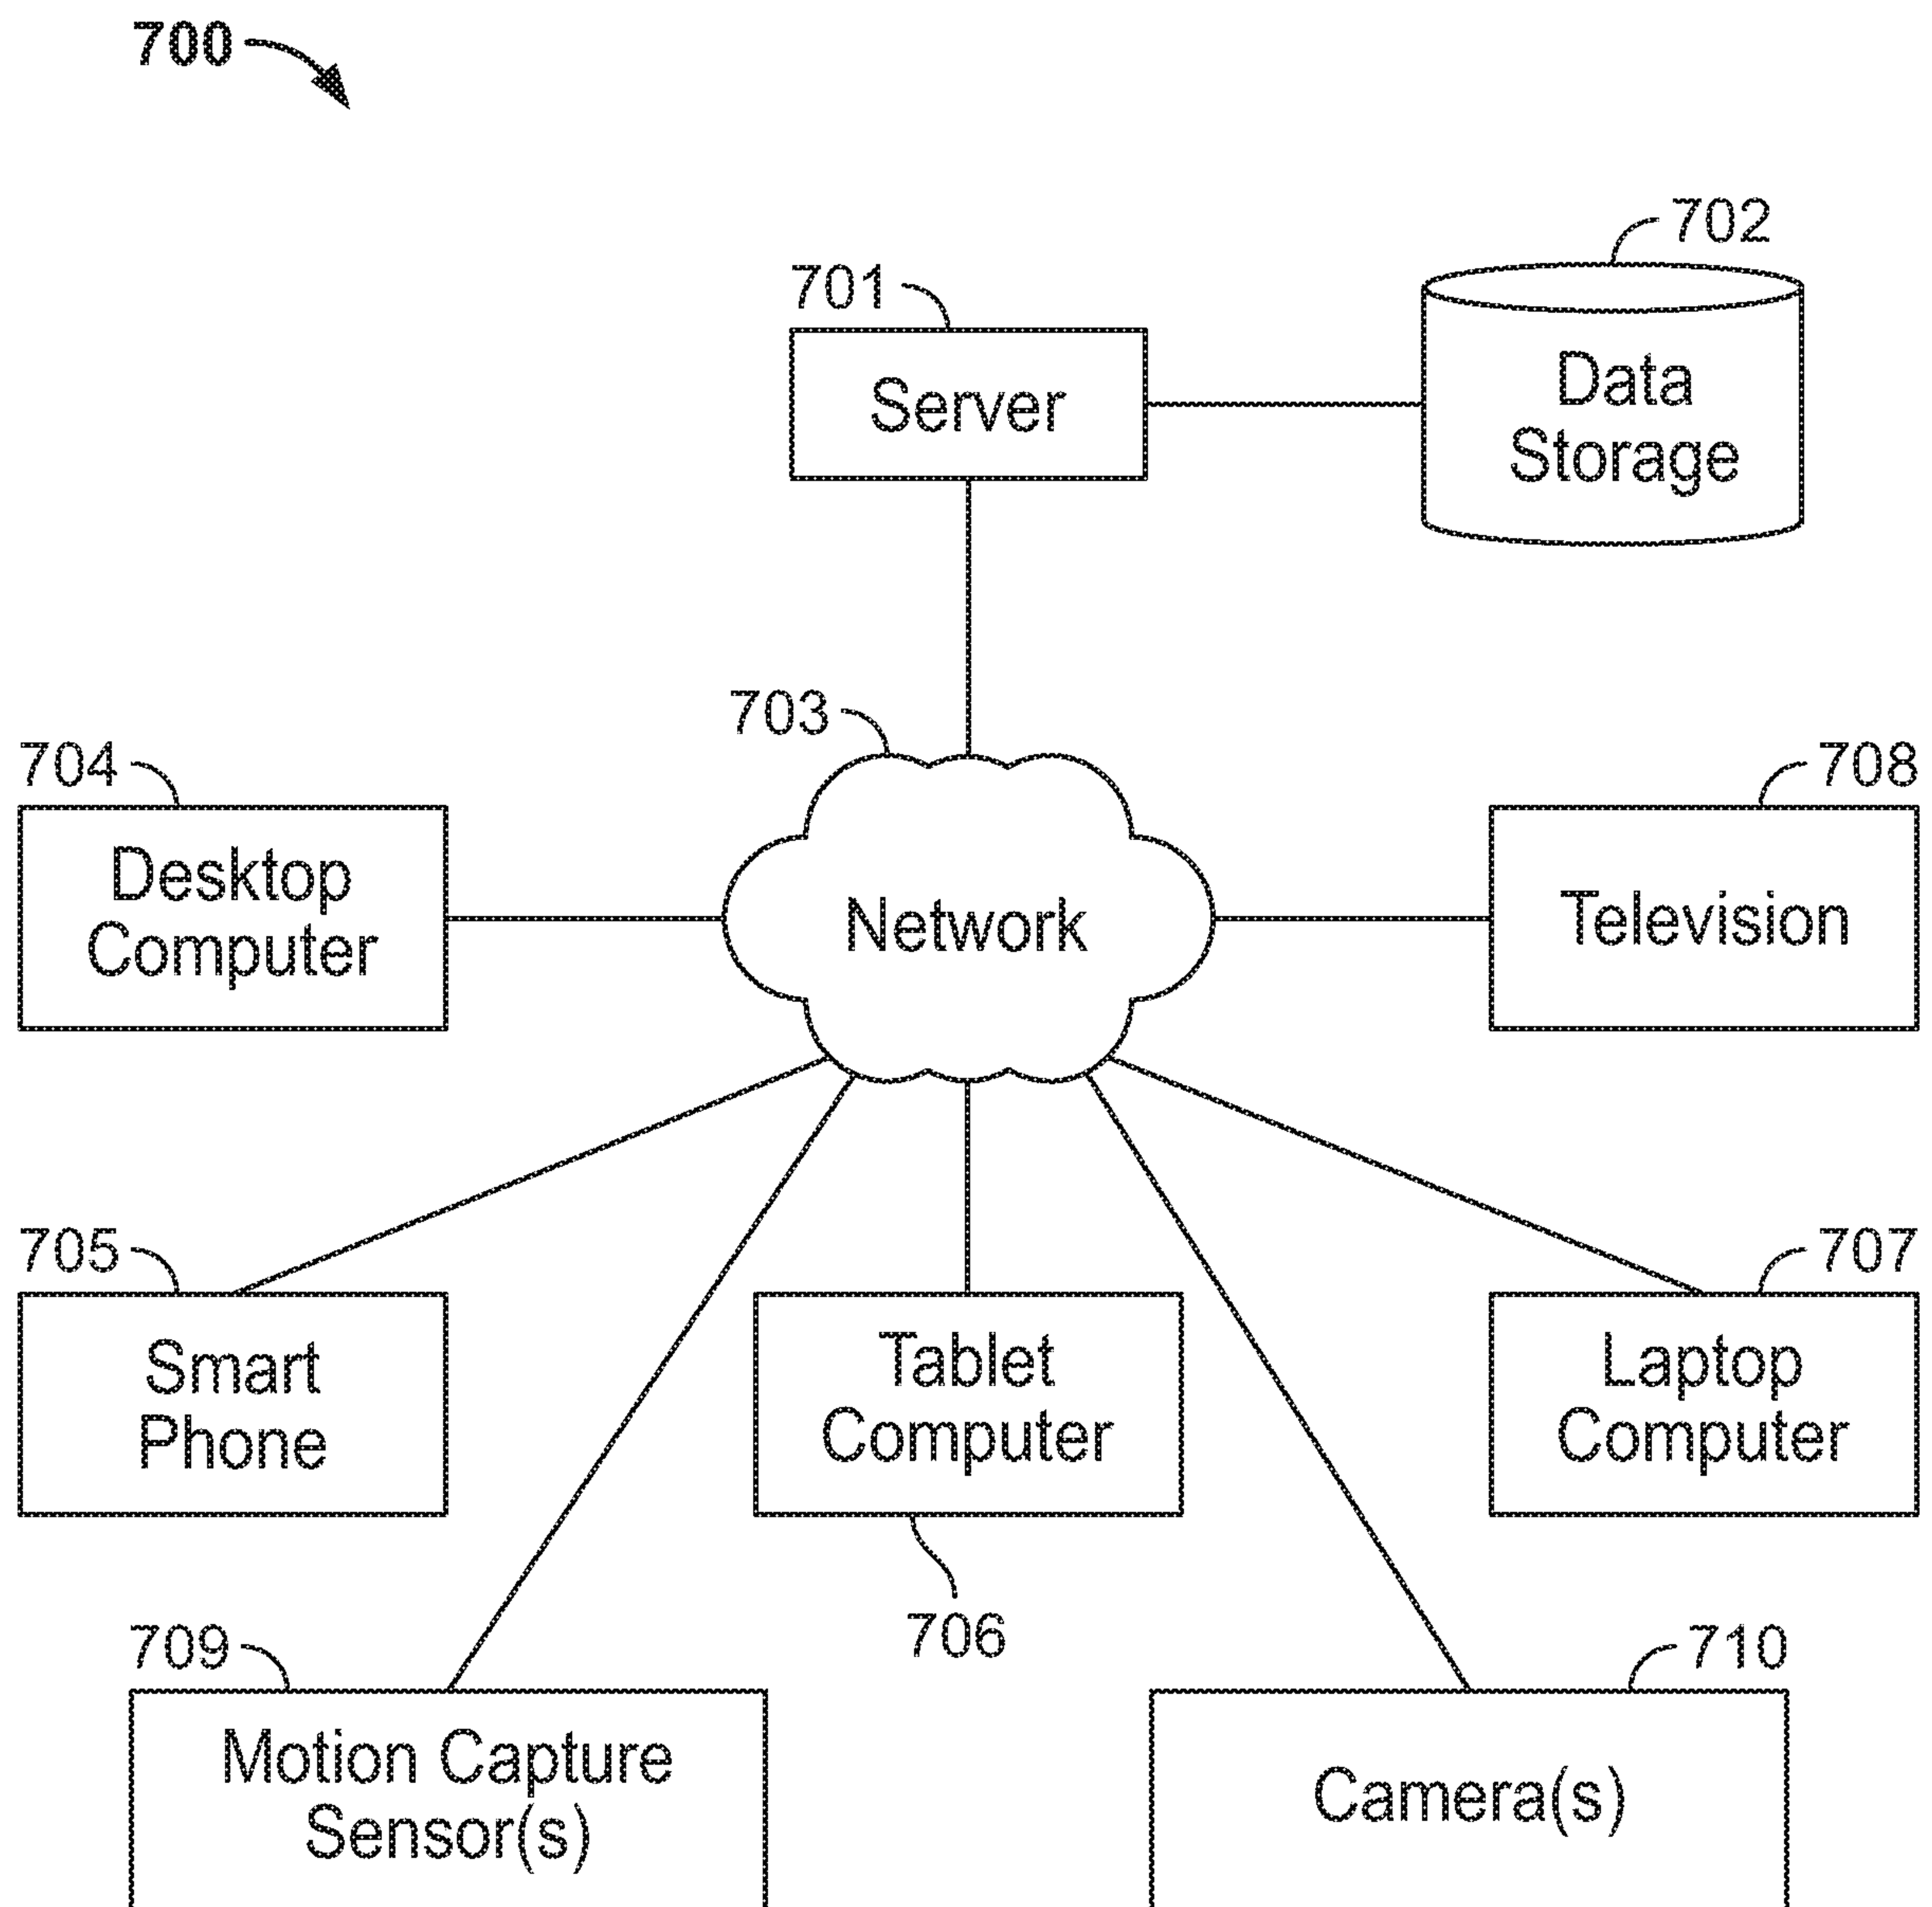 700
702
701
Server
Data
Storage
703
704
708
Desktop
Computer
Network
Television
705
707
Smart
Phone
Tablet
Computer
Laptop
Computer
706
709
710
Motion Capture
Sensor(s)
Camera(s)